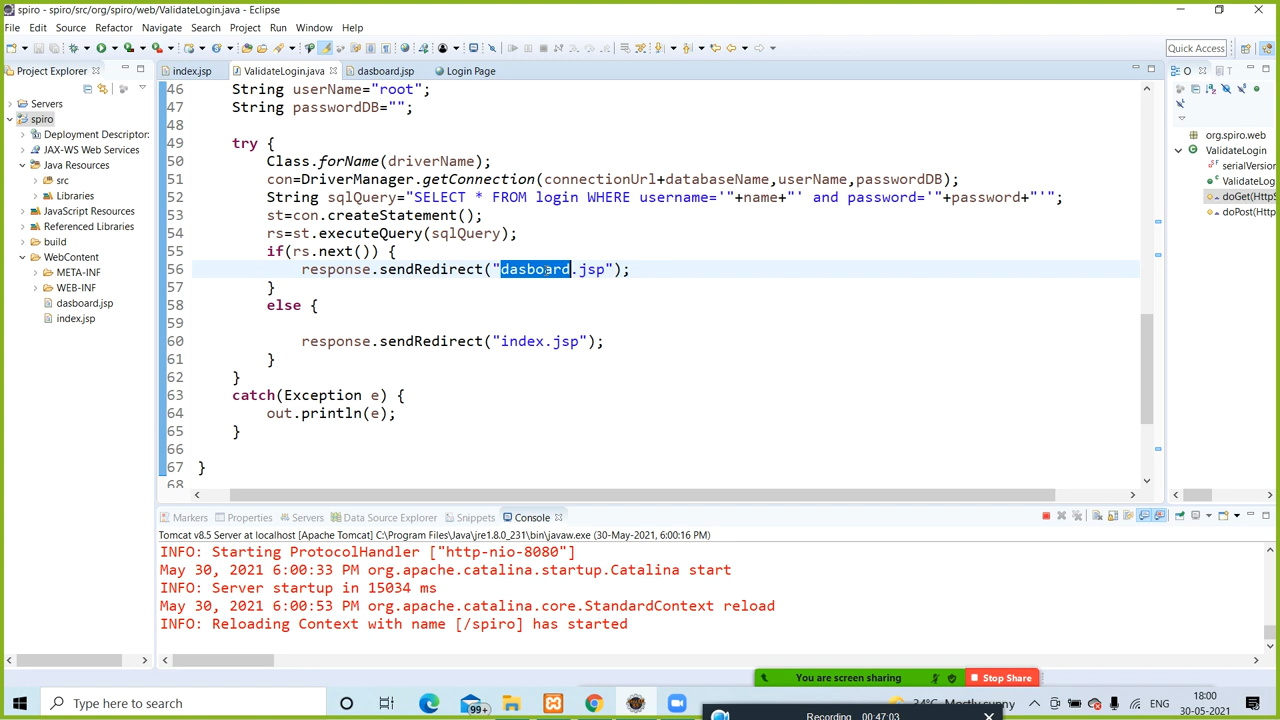 spiro - spiro/src/org/spiro/web/ValidateLogin.java - Eclipse
File Edit Source Refactor Navigate Search Project Run Window Help
Quick Access
Project Explorer
index.jsp ValidateLogin.java dasboard.jsp Login Page
O T
Servers
spiro
Deployment Descriptor:
JAX-WS Web Services
Java Resources
src
Libraries
JavaScript Resources
Referenced Libraries
build
WebContent
META-INF
WEB-INF
dasboard.jsp
index.jsp
46 String userName="root";
47 String passwordDB="";
48
49 try {
50 Class.forName(driverName);
51 con=DriverManager.getConnection(connectionUrl+databaseName,userName,passwordDB);
52 String sqlQuery="SELECT * FROM login WHERE username='"+name+"' and password='"+password+"'";
53 st=con.createStatement();
54 rs=st.executeQuery(sqlQuery);
55 if(rs.next()) {
56 response.sendRedirect("dasboard.jsp");
57 }
58 else {
59
60 response.sendRedirect("index.jsp");
61 }
62 }
63 catch(Exception e) {
64 out.println(e);
65 }
66
67 }
68
org.spiro.web
ValidateLogin
serialVersion
ValidateLog
doGet(HttpS
doPost(Http
Markers Properties Servers Data Source Explorer Snippets Console
Tomcat v8.5 Server at localhost [Apache Tomcat] C:\Program Files\Java\jre1.8.0_231\bin\javaw.exe (30-May-2021, 6:00:16 PM)
INFO: Starting ProtocolHandler ["http-nio-8080"]
May 30, 2021 6:00:33 PM org.apache.catalina.startup.Catalina start
INFO: Server startup in 15034 ms
May 30, 2021 6:00:53 PM org.apache.catalina.core.StandardContext reload
INFO: Reloading Context with name [/spiro] has started
You are screen sharing Stop Share
Type here to search
99+
34°C Mostly sunny
ENG
18:00
30-05-2021
Recording 00:47:03